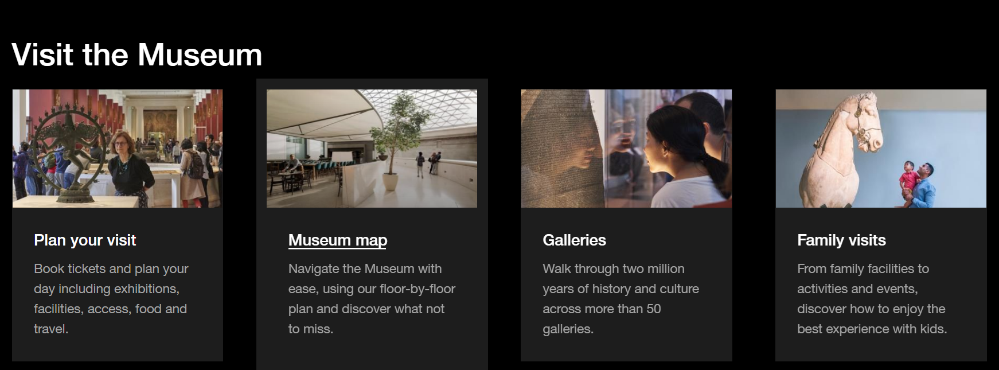 Visit the Museum
Plan your visit
Book tickets and plan your
day including exhibitions,
facilities, access, food and
travel.
Museum map
Navigate the Museum with
ease, using our floor-by-floor
plan and discover what not
to miss.
Galleries
Walk through two million
years of history and culture
across more than 50
galleries.
Family visits
From family facilities to
activities and events,
discover how to enjoy the
best experience with kids.